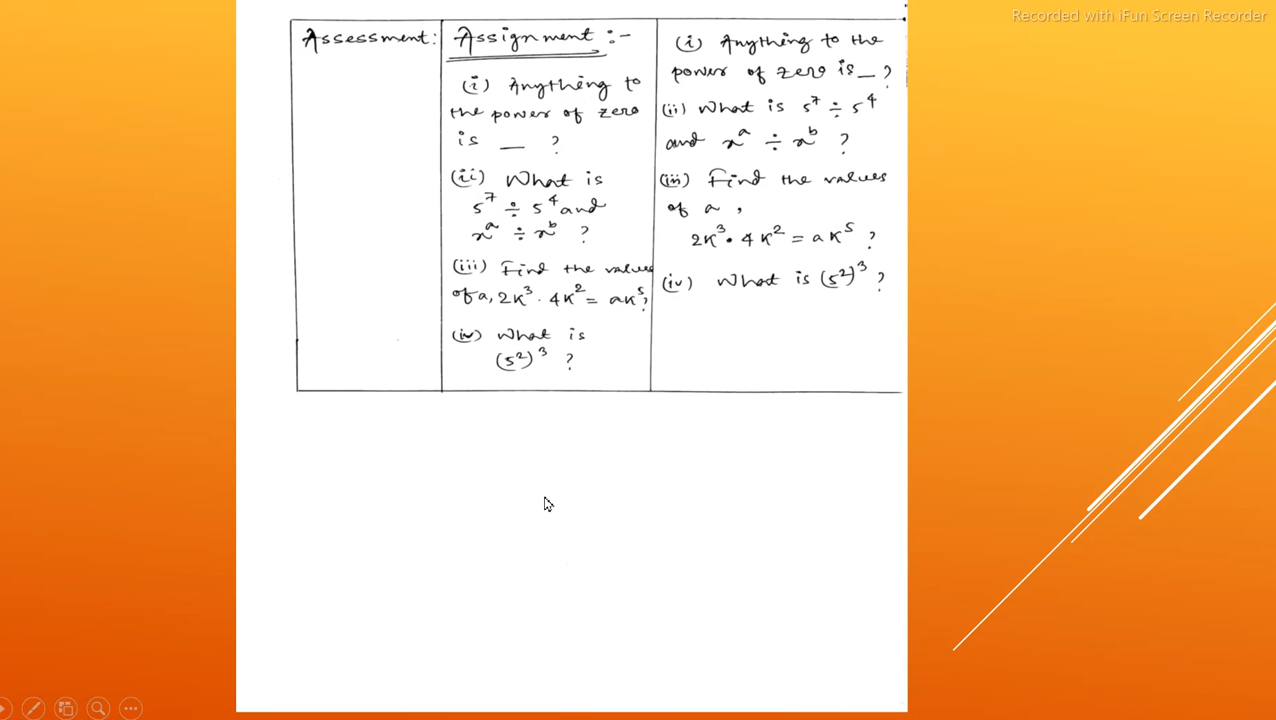 Recorded with iFun Screen Recorder
Assessment:
Assignment :-
(i) Anything to
the power of zero
is __ ?
(ii) What is
5⁷ ÷ 5⁴ and
xᵃ ÷ xᵇ ?
(iii) Find the values
of a, 2K³ · 4K² = aK⁵?
(iv) What is
(5²)³ ?
(i) Anything to the
power of zero is __ ?
(ii) What is 5⁷ ÷ 5⁴
and xᵃ ÷ xᵇ ?
(iii) Find the values
of a ,
2K³ · 4K² = aK⁵ ?
(iv) What is (5²)³ ?